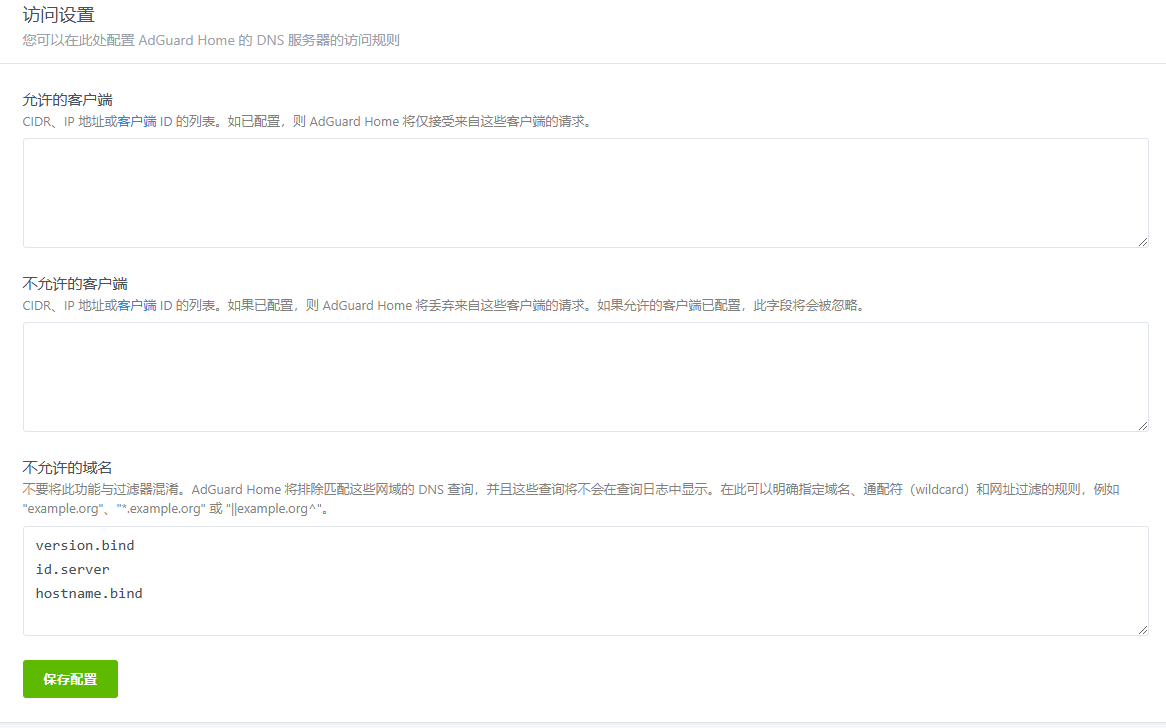 访问设置
您可以在此处配置 AdGuard Home 的 DNS 服务器的访问规则
允许的客户端
CIDR、IP 地址或客户端 ID 的列表。如已配置，则 AdGuard Home 将仅接受来自这些客户端的请求。
不允许的客户端
CIDR、IP 地址或客户端 ID 的列表。如果已配置，则 AdGuard Home 将丢弃来自这些客户端的请求。如果允许的客户端已配置，此字段将会被忽略。
不允许的域名
不要将此功能与过滤器混淆。AdGuard Home 将排除匹配这些网域的 DNS 查询，并且这些查询将不会在查询日志中显示。在此可以明确指定域名、通配符（wildcard）和网址过滤的规则，例如
"example.org"、"*.example.org" 或 "||example.org^"。
version.bind
id.server
hostname.bind
保存配置